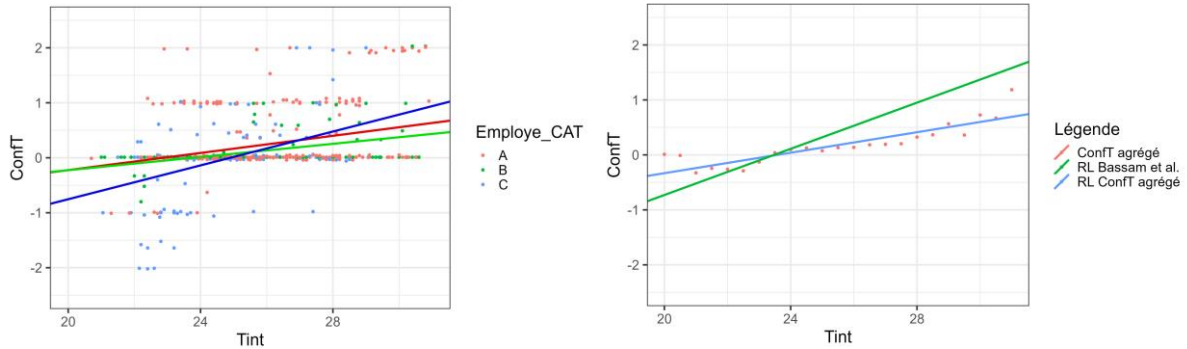 ConfT
2
1
0
-1
-2
20
24
28
Tint
Employe_CAT
A
B
C
ConfT
2
1
0
-1
-2
20
24
28
Tint
Légende
ConfT agrégé
RL Bassam et al.
RL ConfT agrégé